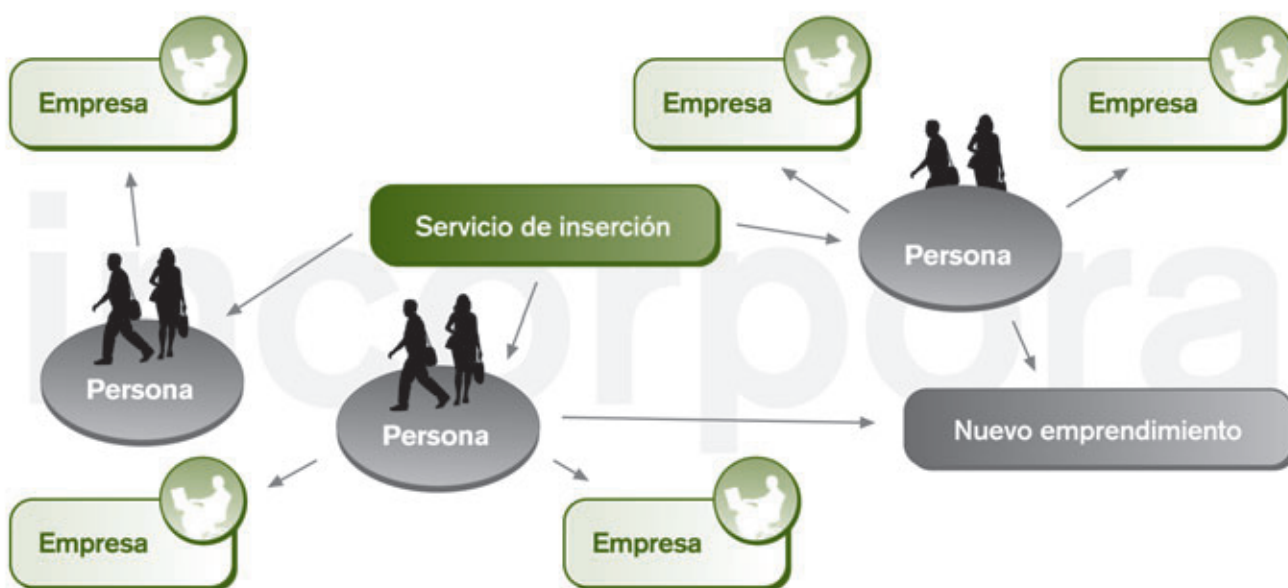 Empresa
Empresa
Empresa
Servicio de inserción
Persona
Persona
Persona
Nuevo emprendimiento
Empresa
Empresa
incorpora